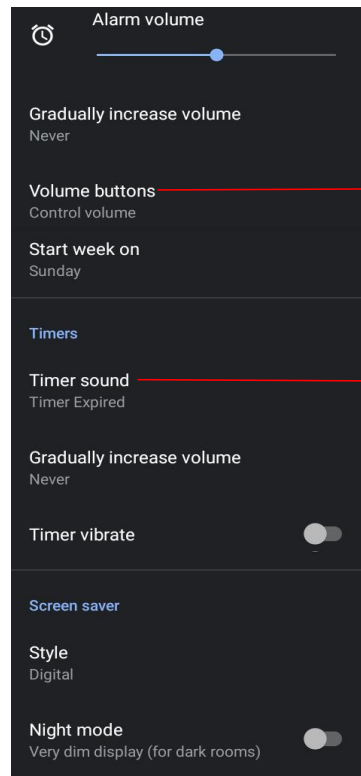 Alarm volume
Gradually increase volume
Never
Volume buttons
Control volume
Start week on
Sunday
Timers
Timer sound
Timer Expired
Gradually increase volume
Never
Timer vibrate
Screen saver
Style
Digital
Night mode
Very dim display (for dark rooms)